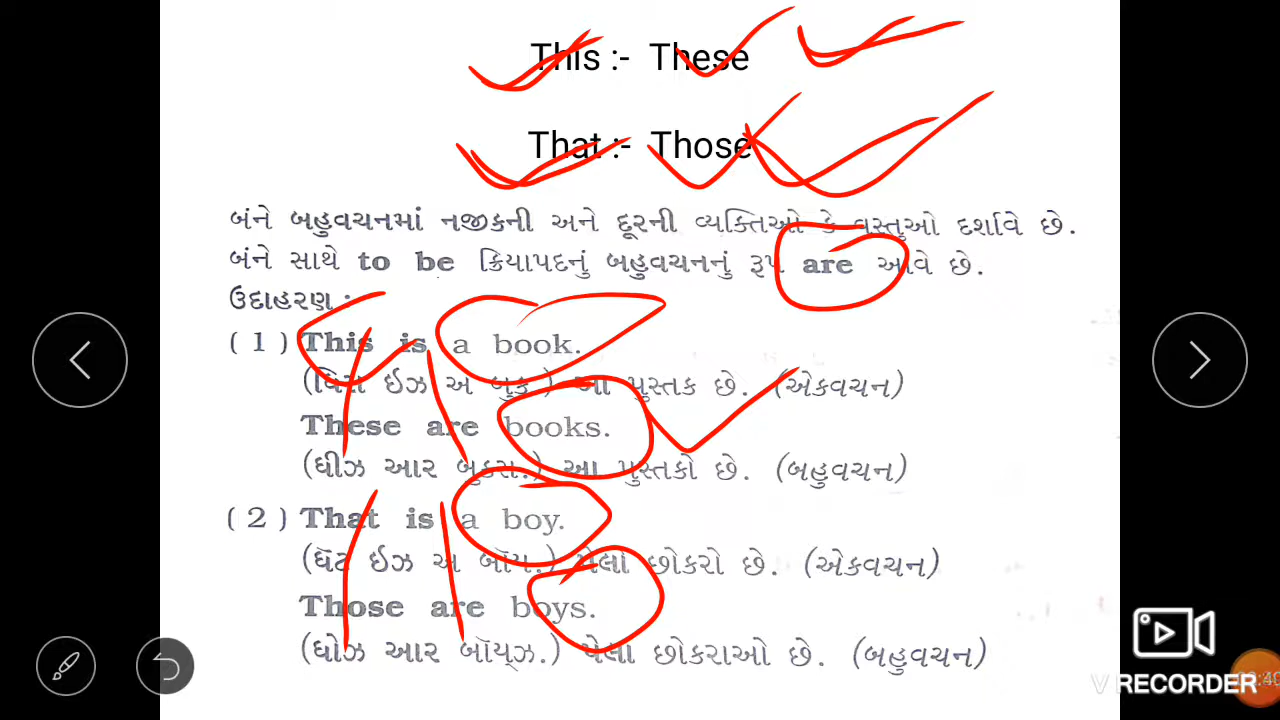 This :- These
That :- Those
બંને બહુવચનમાં નજીકની અને દૂરની વ્યક્તિઓ કે વસ્તુઓ દર્શાવે છે.
બંને સાથે to be ક્રિયાપદનું બહુવચનનું રૂપ are આવે છે.
ઉદાહરણ :
(1) This is a book.
(ધિસ ઈઝ અ બુક.) આ પુસ્તક છે. (એકવચન)
These are books.
(ધીઝ આર બુક્સ.) આ પુસ્તકો છે. (બહુવચન)
(2) That is a boy.
(ધૅટ ઈઝ અ બૉય.) પેલો છોકરો છે. (એકવચન)
Those are boys.
(ધોઝ આર બૉય્ઝ.) પેલા છોકરાઓ છે. (બહુવચન)
V RECORDER